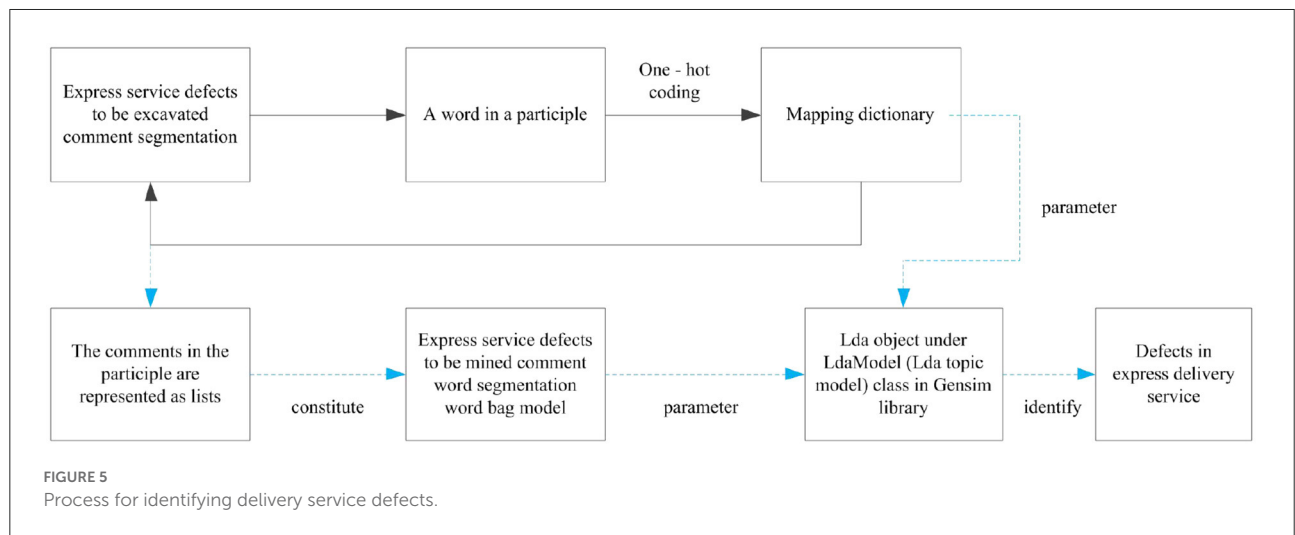 Express service defects
to be excavated
comment segmentation
A word in a participle
One - hot
coding
Mapping dictionary
parameter
The comments in the
participle are
represented as lists
constitute
Express service defects
to be mined comment
word segmentation
word bag model
parameter
Lda object under
LdaModel (Lda topic
model) class in Gensim
library
identify
Defects in
express delivery
service
FIGURE 5
Process for identifying delivery service defects.